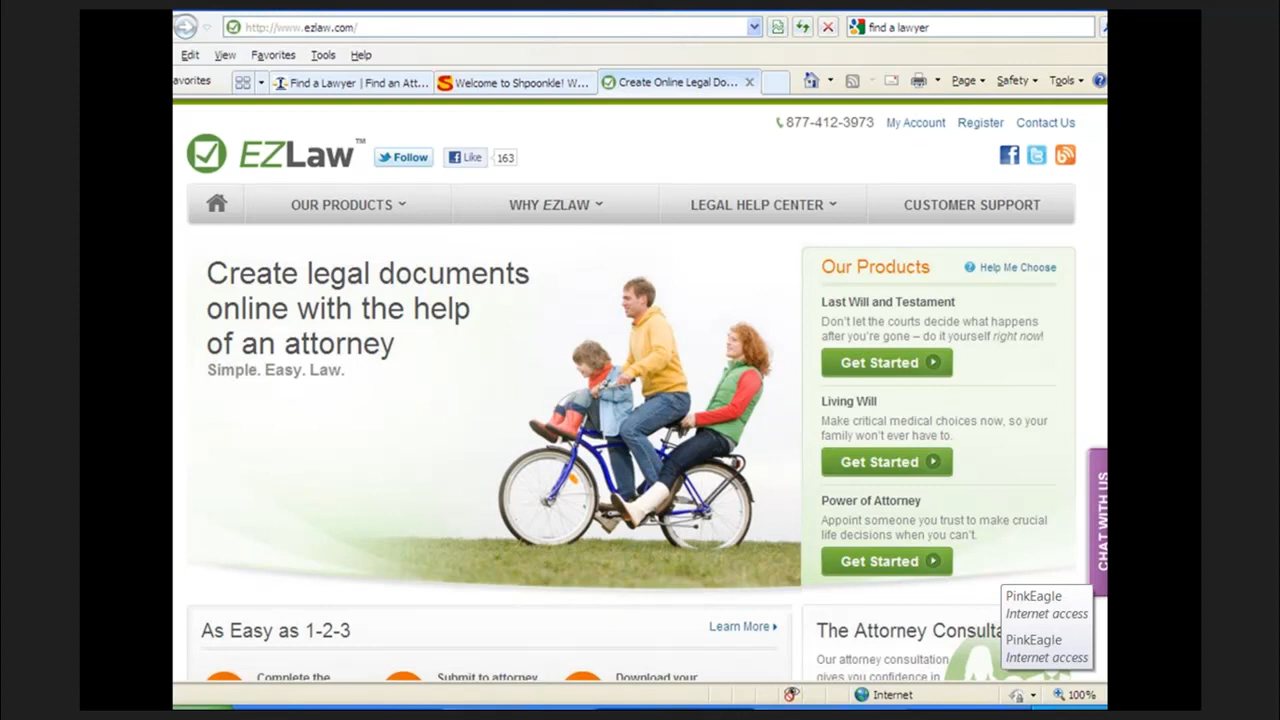 http://www.ezlaw.com/
find a lawyer
Edit View Favorites Tools Help
avorites
Find a Lawyer | Find an Att...
Welcome to Shpoonkle! W...
Create Online Legal Do...
Page
Safety
Tools
877-412-3973 My Account Register Contact Us
EZLaw™
Follow
Like
163
OUR PRODUCTS
WHY EZLAW
LEGAL HELP CENTER
CUSTOMER SUPPORT
Create legal documents
online with the help
of an attorney
Simple. Easy. Law.
Our Products
Help Me Choose
Last Will and Testament
Don't let the courts decide what happens
after you're gone – do it yourself right now!
Get Started
Living Will
Make critical medical choices now, so your
family won't ever have to.
Get Started
Power of Attorney
Appoint someone you trust to make crucial
life decisions when you can't.
Get Started
CHAT WITH US
PinkEagle
Internet access
PinkEagle
Internet access
As Easy as 1-2-3
Learn More
Complete the
Submit to attorney
Download your
The Attorney Consulta
Our attorney consultation
gives you confidence in
Internet
100%